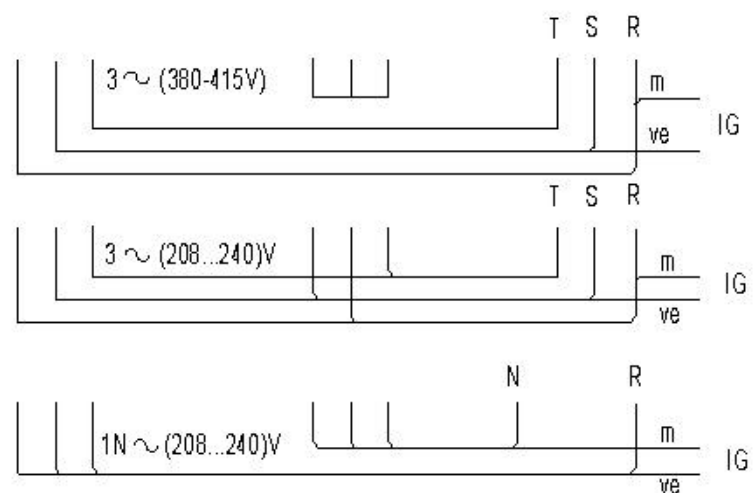 T S R
3 ~ (380-415V)
m
ve
IG
T S R
3 ~ (208...240)V
m
IG
ve
N R
1N ~ (208...240)V
m
IG
ve